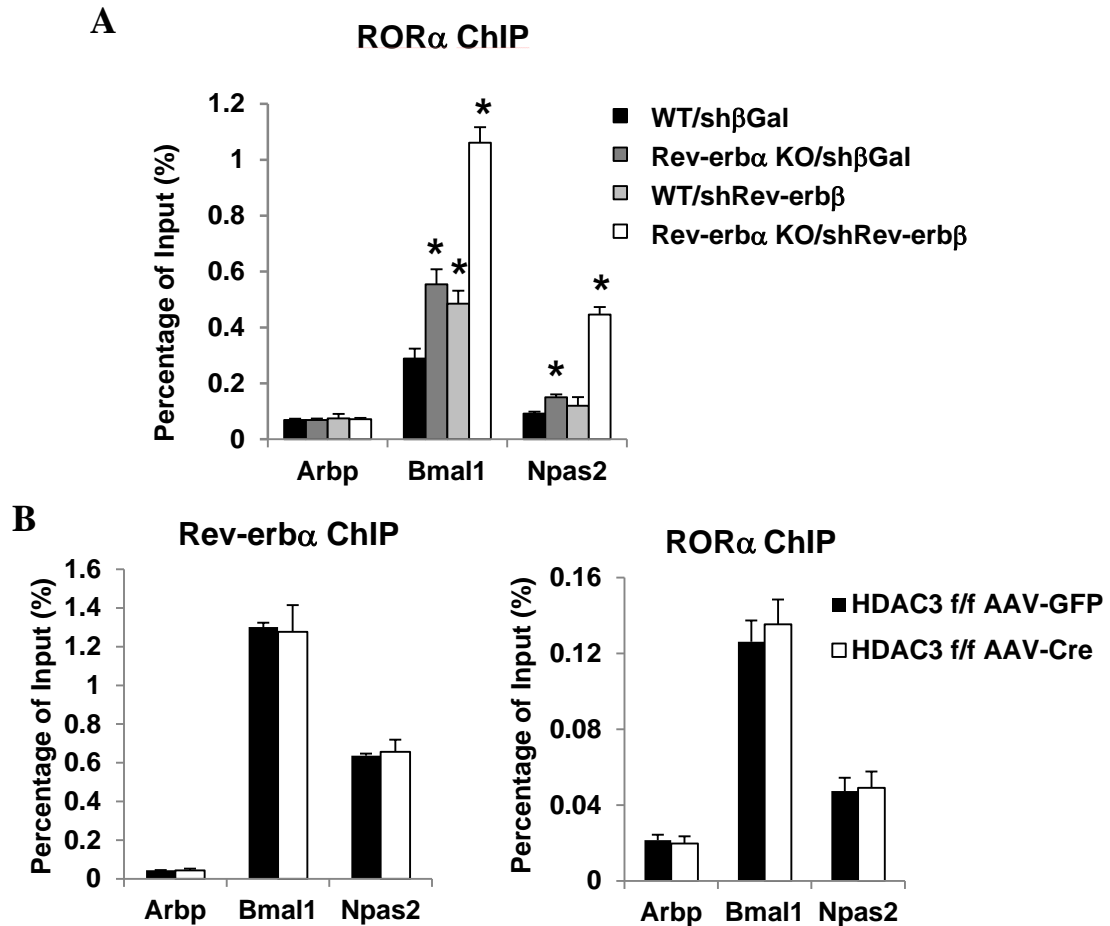 A
RORα ChIP
Percentage of Input (%)
1.2
1
0.8
0.6
0.4
0.2
0
*
*
*
*
*
Arbp Bmal1 Npas2
WT/shβGal
Rev-erbα KO/shβGal
WT/shRev-erbβ
Rev-erbα KO/shRev-erbβ
B
Rev-erbα ChIP
Percentage of Input (%)
1.6
1.4
1.2
1
0.8
0.6
0.4
0.2
0
Arbp Bmal1 Npas2
RORα ChIP
Percentage of Input (%)
0.16
0.12
0.08
0.04
0
Arbp Bmal1 Npas2
HDAC3 f/f AAV-GFP
HDAC3 f/f AAV-Cre